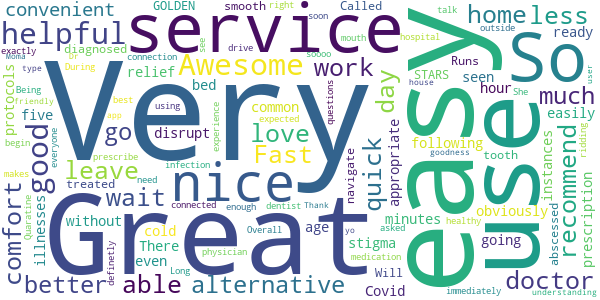 convenient
GOLDEN
smooth
right
Called
soon
talk
hospital
home
less
helpful
exactly
Moma
type
diagnosed
Dr
During
connection
service
drive
mouth
soooo
see
outside
So
ready
Runs
house
user
protocols
Being
friendly
begin
relief
Awesome
work
STARS
seen
She
Very
easy
use
using
best
app
bed
common
expected
questions
day
hour
much
good
five
everyone
go
disrupt
experience
love
appropriate
following
goodness
easily
tooth
instances
riding
makes
leave
prescribe
Fast
quick
navigate
obviously
recommend
prescription
comfort
illnesses
treated
need
infection
nice
wait
connected
enough
dentist
Thank
age
yo
minutes
healthy
abscessed
Quaratine
without
definetly
Great
cold
Overall
physician
There
even
Long
stigma
asked
medication
going
doctor
better
able
alternative
Will
Covid
immediately
understanding